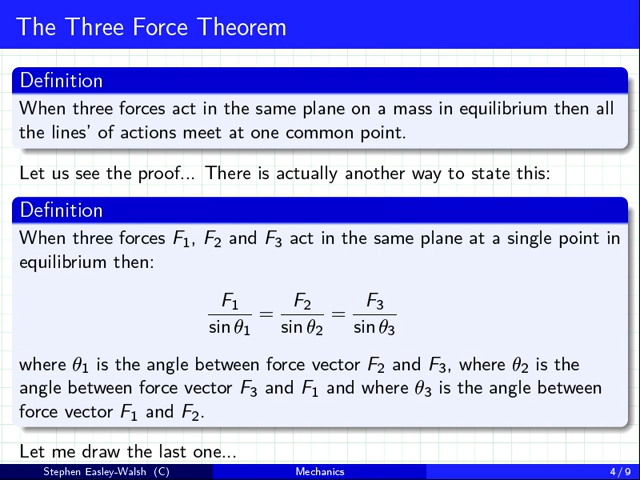 The Three Force Theorem
Definition
When three forces act in the same plane on a mass in equilibrium then all
the lines' of actions meet at one common point.
Let us see the proof... There is actually another way to state this:
Definition
When three forces F₁, F₂ and F₃ act in the same plane at a single point in
equilibrium then:
F₁/sin θ₁ = F₂/sin θ₂ = F₃/sin θ₃
where θ₁ is the angle between force vector F₂ and F₃, where θ₂ is the
angle between force vector F₃ and F₁ and where θ₃ is the angle between
force vector F₁ and F₂.
Let me draw the last one...
Stephen Easley-Walsh (C) Mechanics 4 / 9